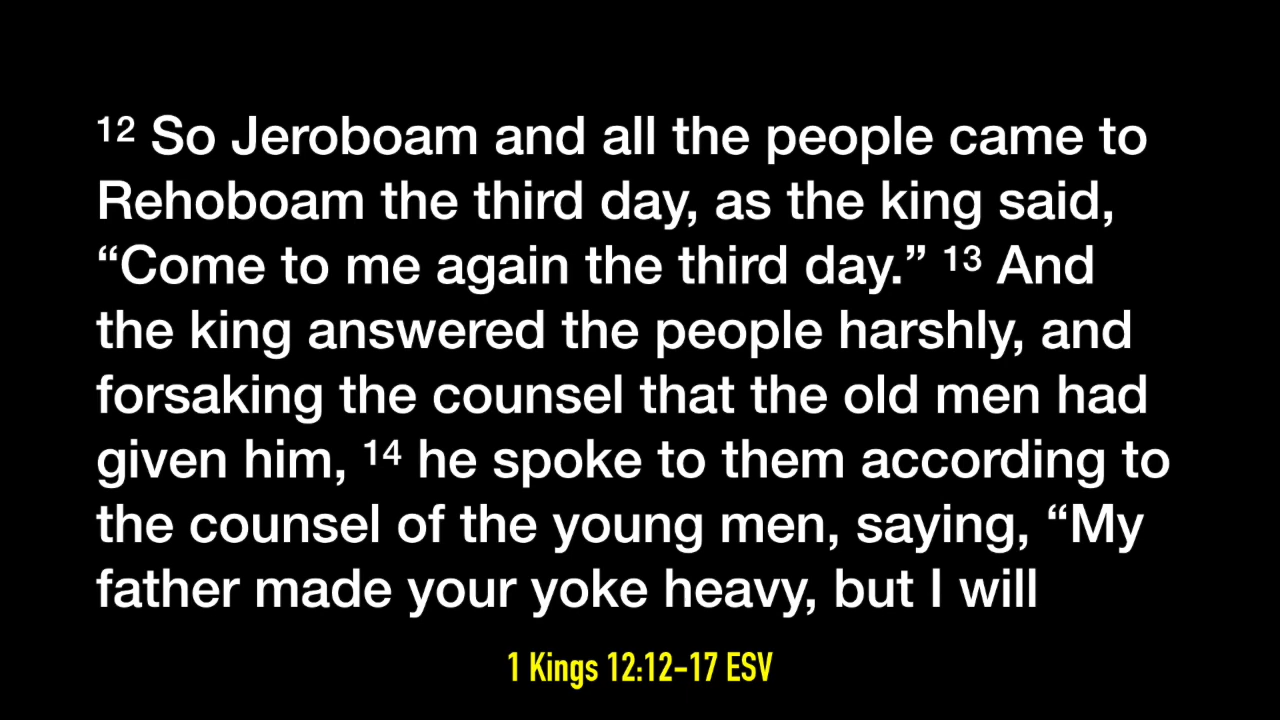 12 So Jeroboam and all the people came to
Rehoboam the third day, as the king said,
“Come to me again the third day.” 13 And
the king answered the people harshly, and
forsaking the counsel that the old men had
given him, 14 he spoke to them according to
the counsel of the young men, saying, “My
father made your yoke heavy, but I will
1 Kings 12:12–17 ESV